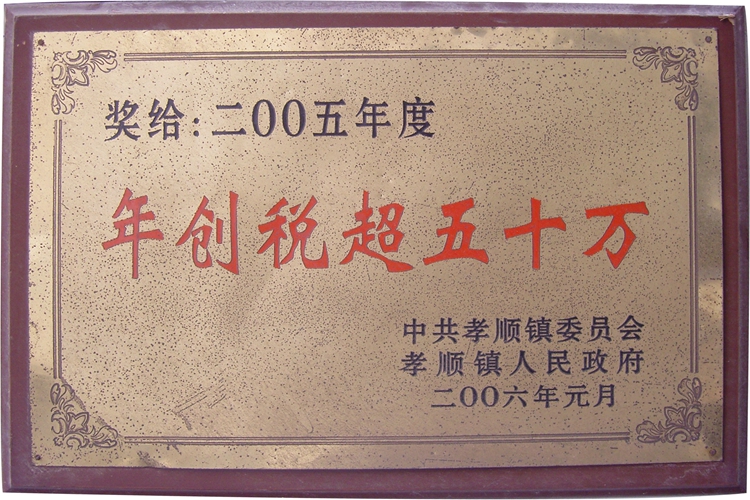 奖给:二00五年度
年创税超五十万
中共孝顺镇委员会
孝顺镇人民政府
二00六年元月